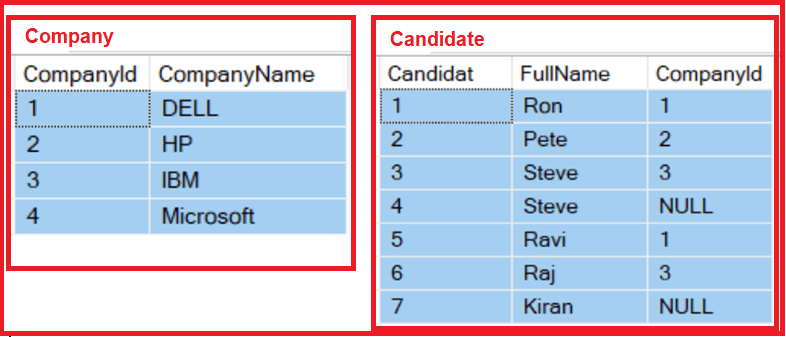 Company
CompanyId CompanyName
1 DELL
2 HP
3 IBM
4 Microsoft
Candidate
Candidat FullName CompanyId
1 Ron 1
2 Pete 2
3 Steve 3
4 Steve NULL
5 Ravi 1
6 Raj 3
7 Kiran NULL